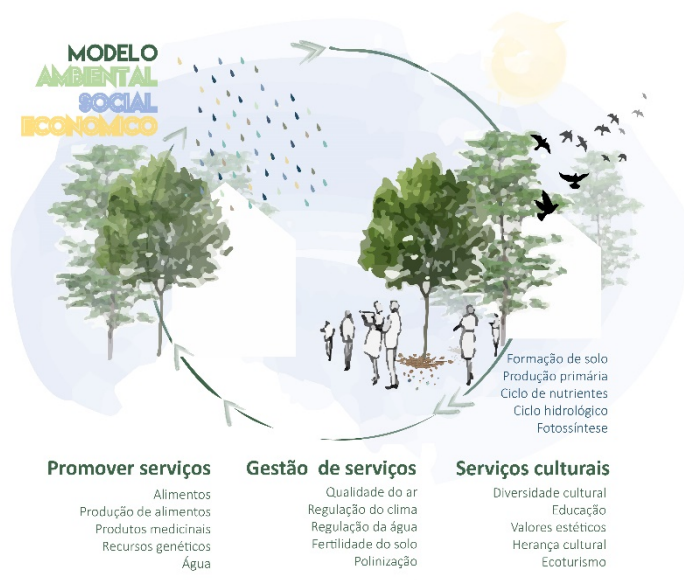 MODELO
AMBIENTAL
SOCIAL
ECONOMICO
Formação de solo
Produção primária
Ciclo de nutrientes
Ciclo hidrológico
Fotossíntese
Promover serviços
Alimentos
Produção de alimentos
Produtos medicinais
Recursos genéticos
Água
Gestão de serviços
Qualidade do ar
Regulação do clima
Regulação da água
Fertilidade do solo
Polinização
Serviços culturais
Diversidade cultural
Educação
Valores estéticos
Herança cultural
Ecoturismo